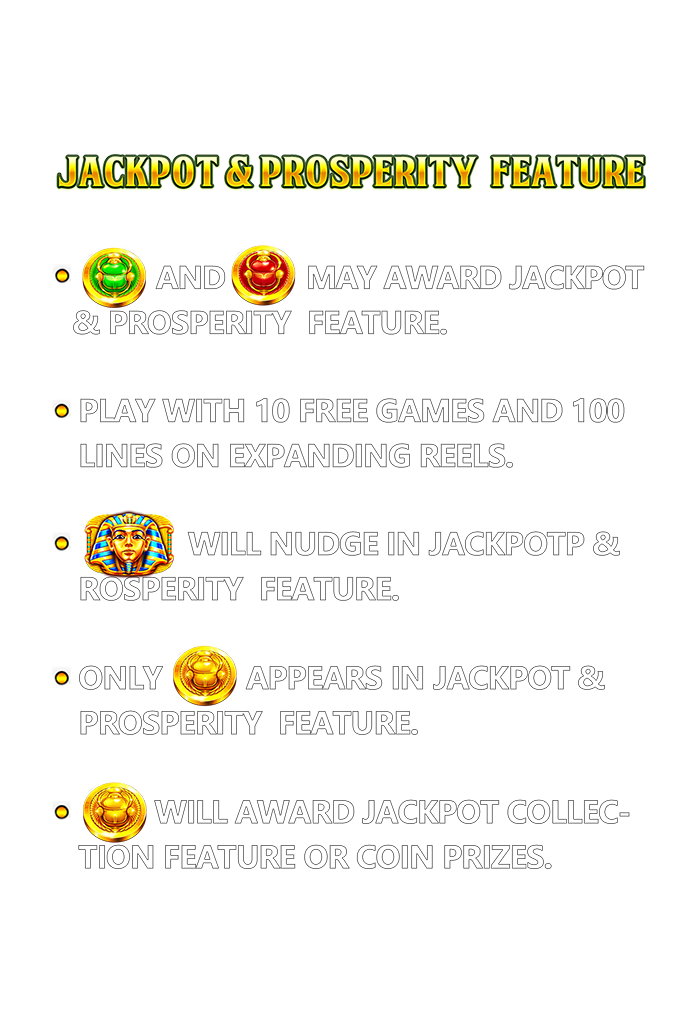 JACKPOT & PROSPERITY FEATURE
AND MAY AWARD JACKPOT
& PROSPERITY FEATURE.
PLAY WITH 10 FREE GAMES AND 100
LINES ON EXPANDING REELS.
WILL NUDGE IN JACKPOTP &
ROSPERITY FEATURE.
ONLY APPEARS IN JACKPOT &
PROSPERITY FEATURE.
WILL AWARD JACKPOT COLLEC-
TION FEATURE OR COIN PRIZES.